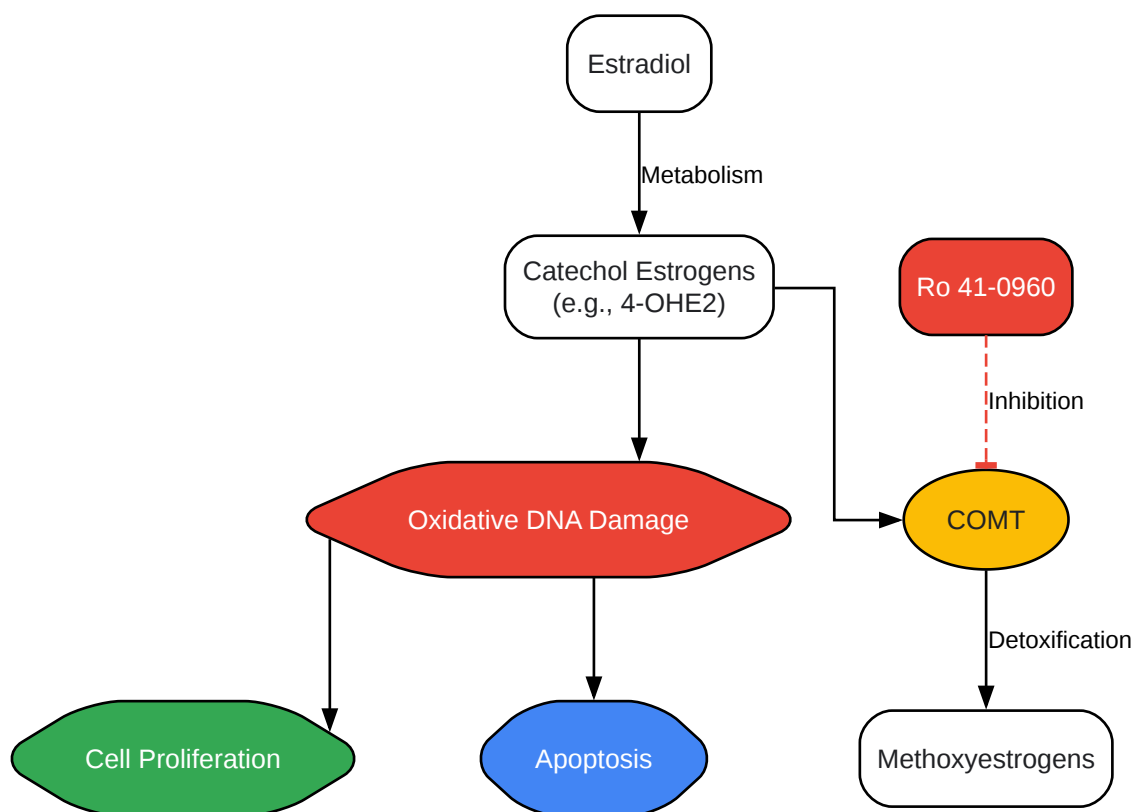 Estradiol
Metabolism
Catechol Estrogens
(e.g., 4-OHE2)
Ro 41-0960
Inhibition
Oxidative DNA Damage
COMT
Detoxification
Cell Proliferation
Apoptosis
Methoxyestrogens